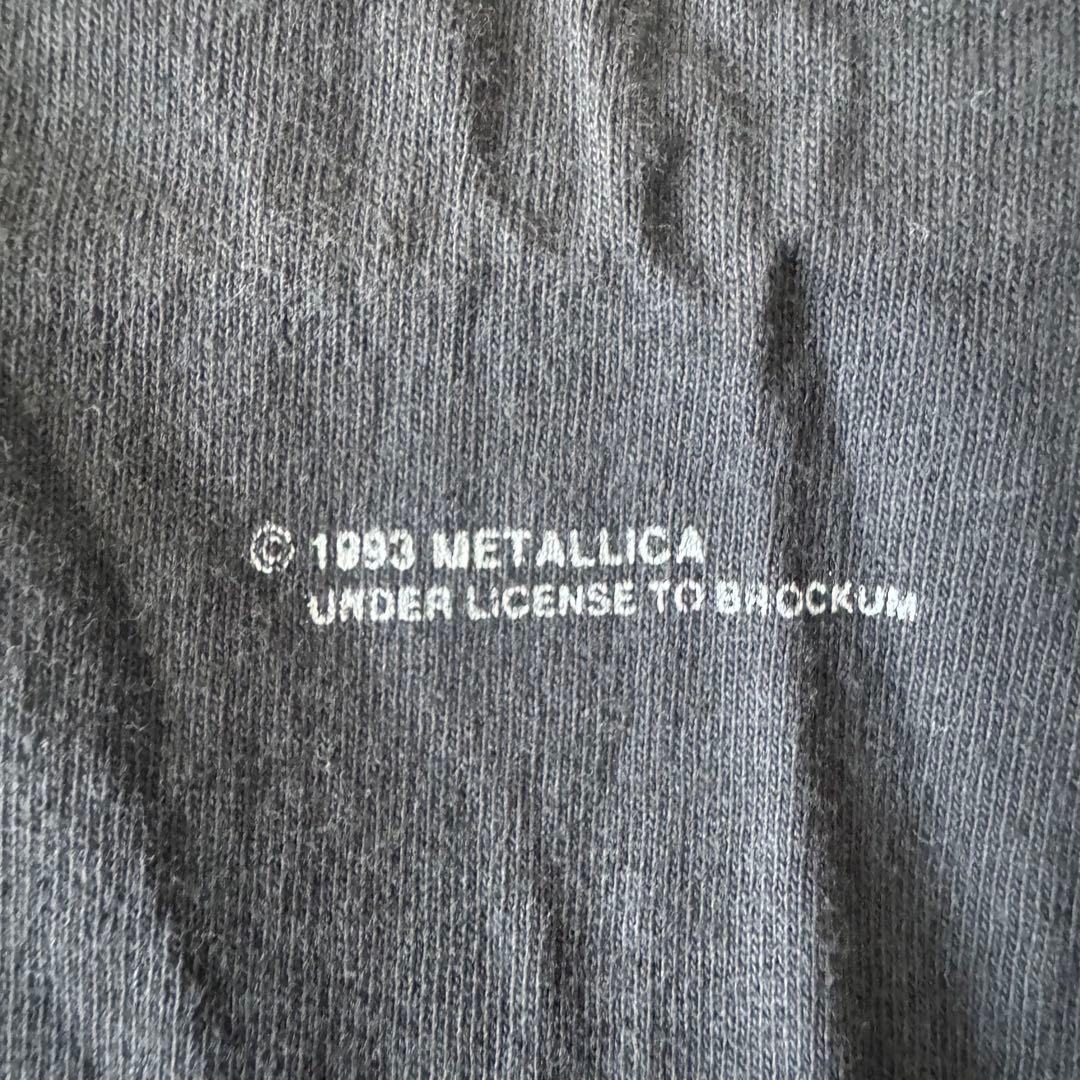 © 1993 METALLICA
UNDER LICENSE TO BROCKUM